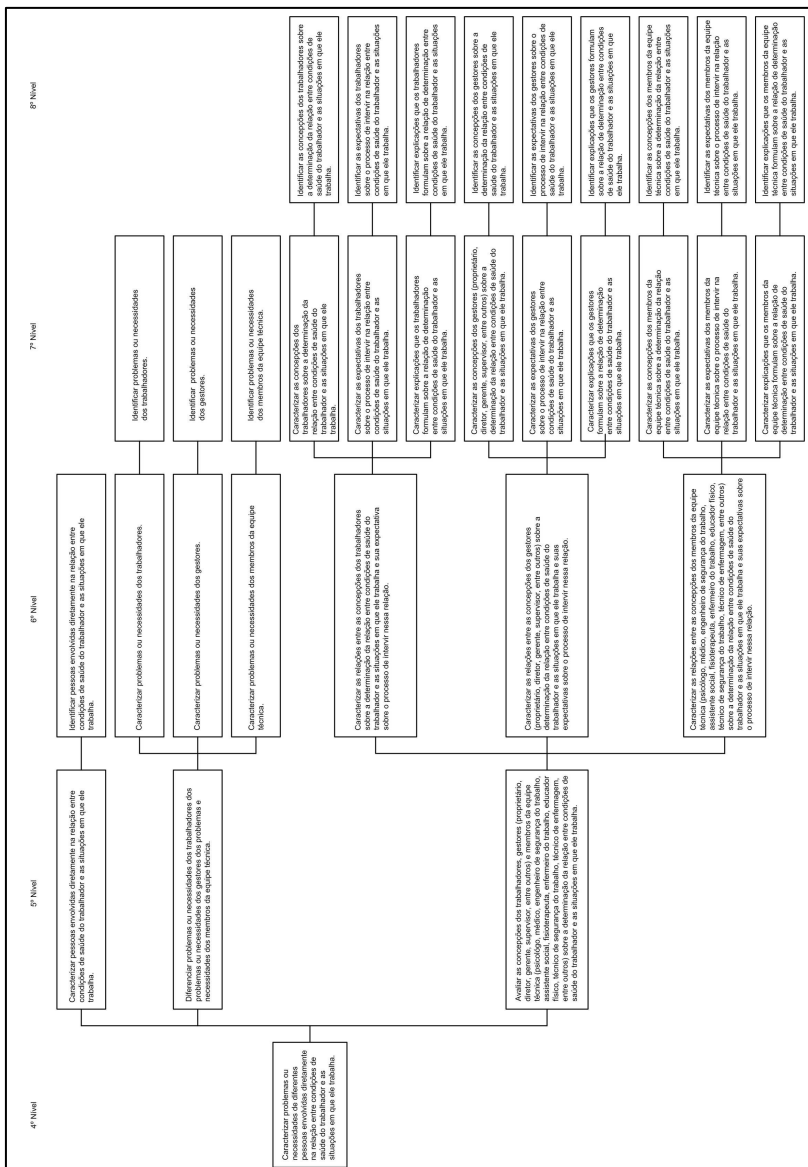 4º Nível
5º Nível
6º Nível
7º Nível
8º Nível
Caracterizar problemas ou
necessidades de diferentes
pessoas envolvidas diretamente
na relação entre condições de
saúde do trabalhador e as
situações em que ele trabalha.
Caracterizar pessoas envolvidas diretamente na relação entre
condições de saúde do trabalhador e as situações em que ele
trabalha.
Diferenciar problemas ou necessidades dos trabalhadores dos
problemas ou necessidades dos gestores dos problemas e
necessidades dos membros da equipe técnica.
Avaliar as concepções dos trabalhadores, gestores (proprietário,
diretor, gerente, supervisor, entre outros) e membros da equipe
técnica (psicólogo, médico, engenheiro de segurança do trabalho,
assistente social, fisioterapeuta, enfermeiro do trabalho, educador
físico, técnico de segurança do trabalho, técnico de enfermagem,
entre outros) sobre a determinação da relação entre condições de
saúde do trabalhador e as situações em que ele trabalha.
Identificar pessoas envolvidas diretamente na relação entre
condições de saúde do trabalhador e as situações em que ele
trabalha.
Caracterizar problemas ou necessidades dos trabalhadores.
Caracterizar problemas ou necessidades dos gestores.
Caracterizar problemas ou necessidades dos membros da equipe
técnica.
Caracterizar as relações entre as concepções dos trabalhadores
sobre a determinação da relação entre condições de saúde do
trabalhador e as situações em que ele trabalha e sua expectativa
sobre o processo de intervir nessa relação.
Caracterizar as relações entre as concepções dos gestores
(proprietário, diretor, gerente, supervisor, entre outros) sobre a
determinação da relação entre condições de saúde do
trabalhador e as situações em que ele trabalha e suas
expectativas sobre o processo de intervir nessa relação.
Caracterizar as relações entre as concepções dos membros da equipe
técnica (psicólogo, médico, engenheiro de segurança do trabalho,
assistente social, fisioterapeuta, enfermeiro do trabalho, educador físico,
técnico de segurança do trabalho, técnico de enfermagem, entre outros)
sobre a determinação da relação entre condições de saúde do
trabalhador e as situações em que ele trabalha e suas expectativas sobre
o processo de intervir nessa relação.
Identificar problemas ou necessidades
dos trabalhadores.
Identificar problemas ou necessidades
dos gestores.
Identificar problemas ou necessidades
dos membros da equipe técnica.
Caracterizar as concepções dos
trabalhadores sobre a determinação da
relação entre condições de saúde do
trabalhador e as situações em que ele
trabalha.
Caracterizar as expectativas dos trabalhadores
sobre o processo de intervir na relação entre
condições de saúde do trabalhador e as
situações em que ele trabalha.
Caracterizar explicações que os trabalhadores
formulam sobre a relação de determinação
entre condições de saúde do trabalhador e as
situações em que ele trabalha.
Caracterizar as concepções dos gestores (proprietário,
diretor, gerente, supervisor, entre outros) sobre a
determinação da relação entre condições de saúde do
trabalhador e as situações em que ele trabalha.
Caracterizar as expectativas dos gestores
sobre o processo de intervir na relação entre
condições de saúde do trabalhador e as
situações em que ele trabalha.
Caracterizar explicações que os gestores
formulam sobre a relação de determinação
entre condições de saúde do trabalhador e as
situações em que ele trabalha.
Caracterizar as concepções dos membros da
equipe técnica sobre a determinação da relação
entre condições de saúde do trabalhador e as
situações em que ele trabalha.
Caracterizar as expectativas dos membros da
equipe técnica sobre o processo de intervir na
relação entre condições de saúde do
trabalhador e as situações em que ele trabalha.
Caracterizar explicações que os membros da
equipe técnica formulam sobre a relação de
determinação entre condições de saúde do
trabalhador e as situações em que ele trabalha.
Identificar as concepções dos trabalhadores sobre
a determinação da relação entre condições de
saúde do trabalhador e as situações em que ele
trabalha.
Identificar as expectativas dos trabalhadores
sobre o processo de intervir na relação entre
condições de saúde do trabalhador e as situações
em que ele trabalha.
Identificar explicações que os trabalhadores
formulam sobre a relação de determinação entre
condições de saúde do trabalhador e as situações
em que ele trabalha.
Identificar as concepções dos gestores sobre a
determinação da relação entre condições de
saúde do trabalhador e as situações em que ele
trabalha.
Identificar as expectativas dos gestores sobre o
processo de intervir na relação entre condições de
saúde do trabalhador e as situações em que ele
trabalha.
Identificar explicações que os gestores formulam
sobre a relação de determinação entre condições
de saúde do trabalhador e as situações em que
ele trabalha.
Identificar as concepções dos membros da equipe
técnica sobre a determinação da relação entre
condições de saúde do trabalhador e as situações
em que ele trabalha.
Identificar as expectativas dos membros da equipe
técnica sobre o processo de intervir na relação
entre condições de saúde do trabalhador e as
situações em que ele trabalha.
Identificar explicações que os membros da equipe
técnica formulam sobre a relação de determinação
entre condições de saúde do trabalhador e as
situações em que ele trabalha.